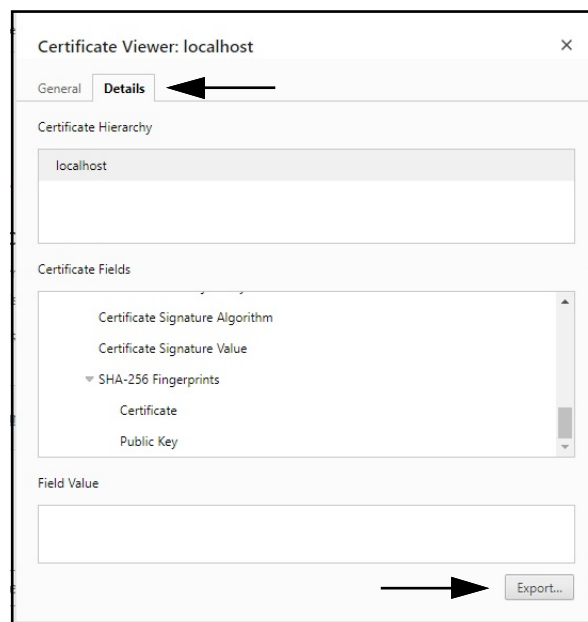 Certificate Viewer: localhost
General Details
Certificate Hierarchy
localhost
Certificate Fields
Certificate Signature Algorithm
Certificate Signature Value
SHA-256 Fingerprints
Certificate
Public Key
Field Value
Export...